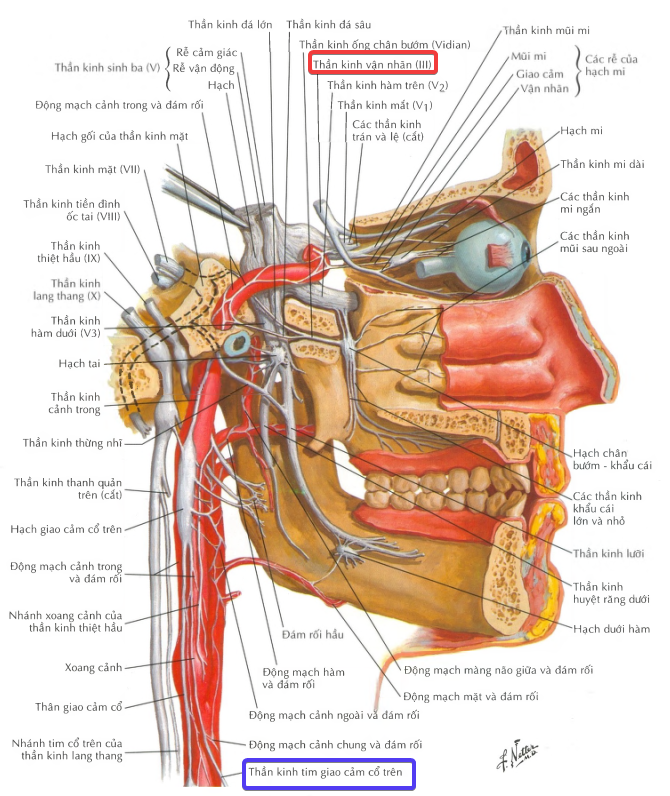 Thần kinh đá lớn
Thần kinh đá sâu
Thần kinh ống chân bướm (Vidian)
Thần kinh vận nhãn (III)
Thần kinh hàm trên (V2)
Thần kinh mắt (V1)
Các thần kinh
trán và lệ (cắt)
Thần kinh mũi mi
Mũi mi
Giao cảm
Vận nhãn
Các rễ của
hạch mi
Thần kinh sinh ba (V)
Rễ cảm giác
Rễ vận động
Hạch
Động mạch cảnh trong và đám rối
Hạch gối của thần kinh mặt
Thần kinh mặt (VII)
Thần kinh tiền đình
ốc tai (VIII)
Thần kinh
thiệt hầu (IX)
Thần kinh
lang thang (X)
Thần kinh
hàm dưới (V3)
Hạch tai
Thần kinh
cảnh trong
Thần kinh thừng nhĩ
Thần kinh thanh quản
trên (cắt)
Hạch giao cảm cổ trên
Động mạch cảnh trong
và đám rối
Nhánh xoang cảnh của
thần kinh thiệt hầu
Xoang cảnh
Thân giao cảm cổ
Nhánh tim cổ trên của
thần kinh lang thang
Hạch mi
Thần kinh mi dài
Các thần kinh
mi ngắn
Các thần kinh
mũi sau ngoài
Hạch chân
bướm - khẩu cái
Các thần kinh
khẩu cái
lớn và nhỏ
Thần kinh lưỡi
Thần kinh
huyệt răng dưới
Hạch dưới hàm
Động mạch màng não giữa và đám rối
Động mạch mặt và đám rối
Đám rối hầu
Động mạch hàm
và đám rối
Động mạch cảnh ngoài và đám rối
Động mạch cảnh chung và đám rối
Thần kinh tim giao cảm cổ trên
F. Netter
M.D.